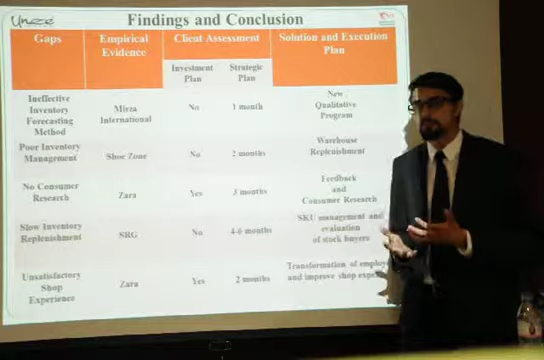 Unaze
Findings and Conclusion
Gaps
Empirical
Evidence
Client Assessment
Solution and Execution
Plan
Investment
Plan
Strategic
Plan
Ineffective
Inventory
Forecasting
Method
Mirza
International
No
1 month
New
Qualitative
Program
Poor Inventory
Management
Shoe Zone
No
2 months
Warehouse
Replenishment
No Consumer
Research
Zara
Yes
3 months
Feedback
and
Consumer Research
Slow Inventory
Replenishment
SRG
No
4-6 months
SKU management and
evaluation
of stock buyers
Unsatisfactory
Shop
Experience
Zara
Yes
2 months
Transformation of employ
and improve shop